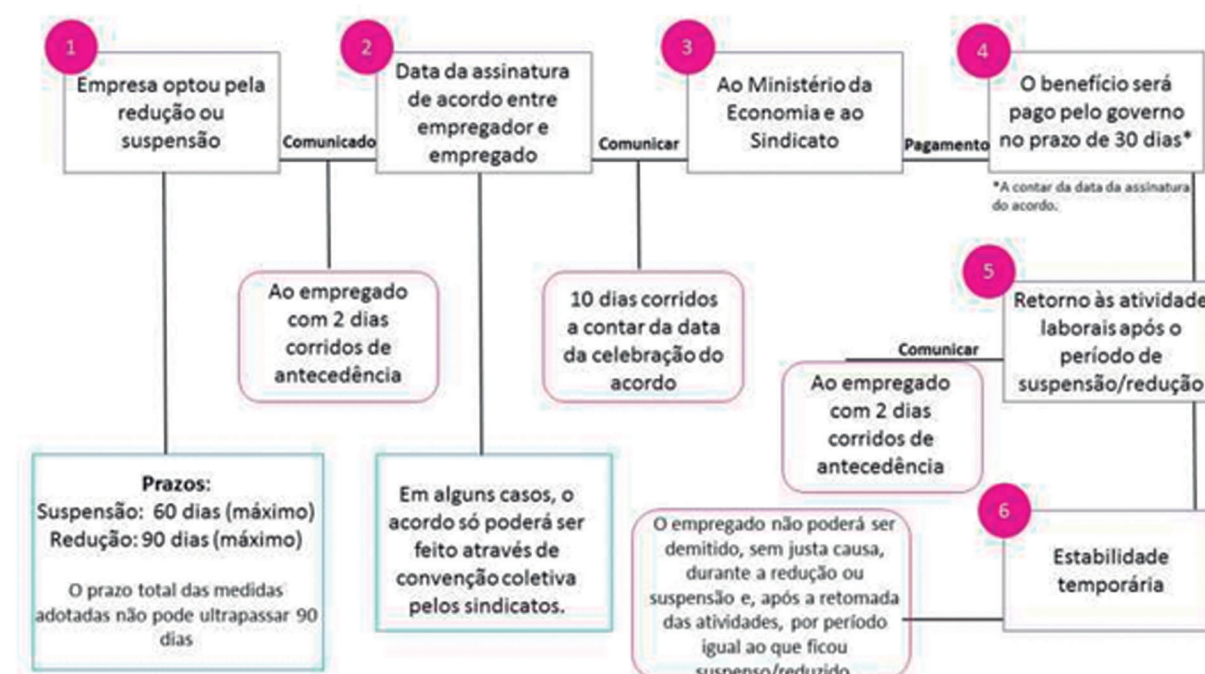 1
Empresa optou pela
redução ou
suspensão
Comunicado
Ao empregado
com 2 dias
corridos de
antecedência
Prazos:
Suspensão: 60 dias (máximo)
Redução: 90 dias (máximo)
O prazo total das medidas
adotadas não pode ultrapassar 90
dias
2
Data da assinatura
de acordo entre
empregador e
empregado
Comunicar
10 dias corridos
a contar da data
da celebração do
acordo
Em alguns casos, o
acordo só poderá ser
feito através de
convenção coletiva
pelos sindicatos.
3
Ao Ministério da
Economia e ao
Sindicato
Pagamento
4
O benefício será
pago pelo governo
no prazo de 30 dias*
*A contar da data da assinatura
do acordo.
5
Retorno às atividade
laborais após o
período de
suspensão/redução
Comunicar
Ao empregado
com 2 dias
corridos de
antecedência
6
Estabilidade
temporária
O empregado não poderá ser
demitido, sem justa causa,
durante a redução ou
suspensão e, após a retomada
das atividades, por período
igual ao que ficou
suspenso/reduzido